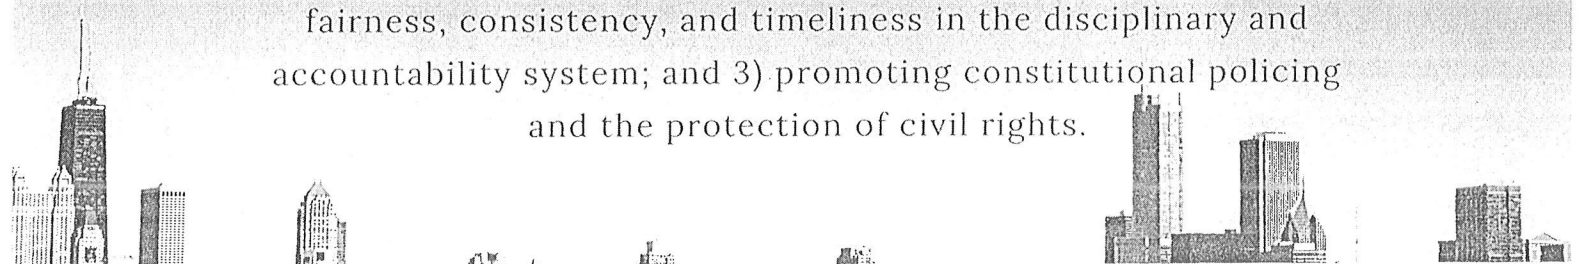 fairness, consistency, and timeliness in the disciplinary and
accountability system; and 3) promoting constitutional policing
and the protection of civil rights.